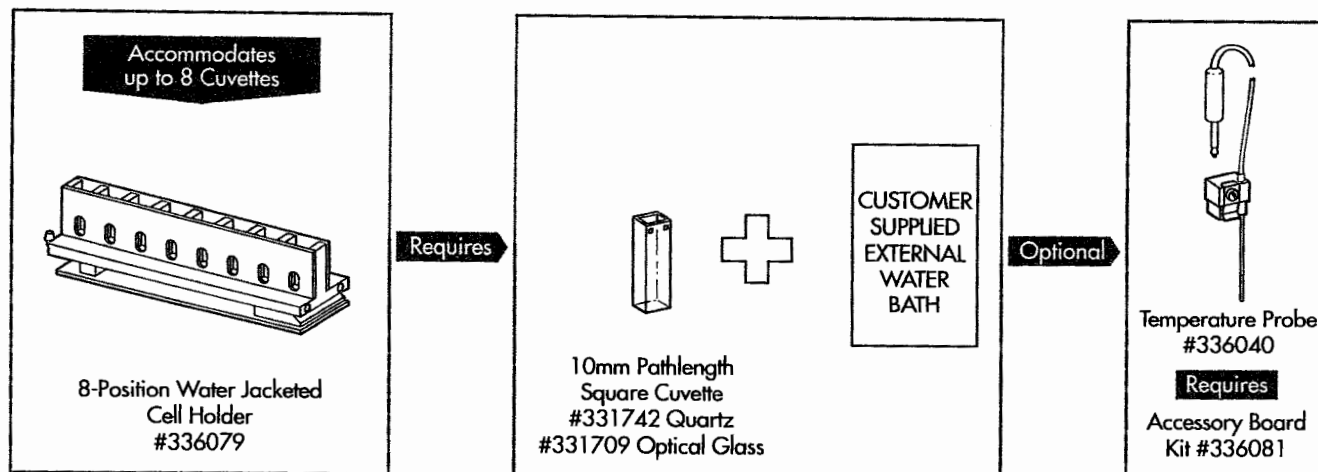 Accommodates
up to 8 Cuvettes
8-Position Water Jacketed
Cell Holder
#336079
Requires
10mm Pathlength
Square Cuvette
#331742 Quartz
#331709 Optical Glass
CUSTOMER
SUPPLIED
EXTERNAL
WATER
BATH
Optional
Temperature Probe
#336040
Requires
Accessory Board
Kit #336081